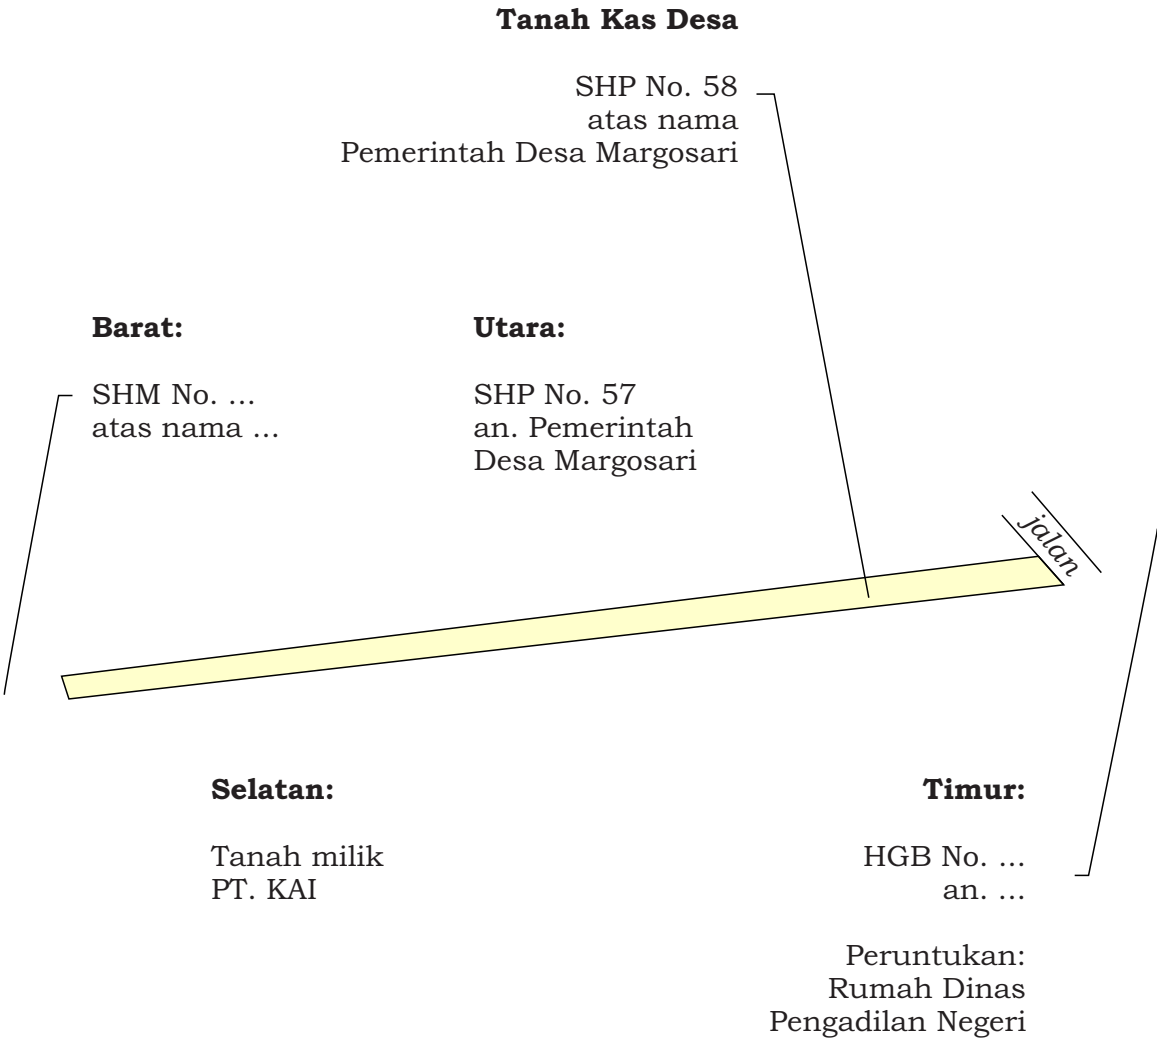 Tanah Kas Desa
SHP No. 58
atas nama
Pemerintah Desa Margosari
Barat:
SHM No. ...
atas nama ...
Utara:
SHP No. 57
an. Pemerintah
Desa Margosari
jalan
Selatan:
Tanah milik
PT. KAI
Timur:
HGB No. ...
an. ...
Peruntukan:
Rumah Dinas
Pengadilan Negeri